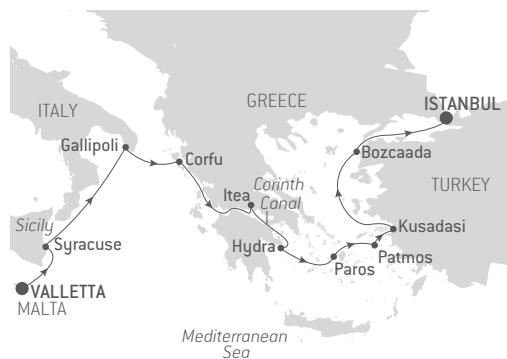 ITALY
GREECE
ISTANBUL
Gallipoli
Corfu
Bozcaada
Itea
Corinth
Canal
TURKEY
Sicily
Syracuse
Hydra
Kusadasi
Patmos
Paros
VALLETTA
MALTA
Mediterranean
Sea